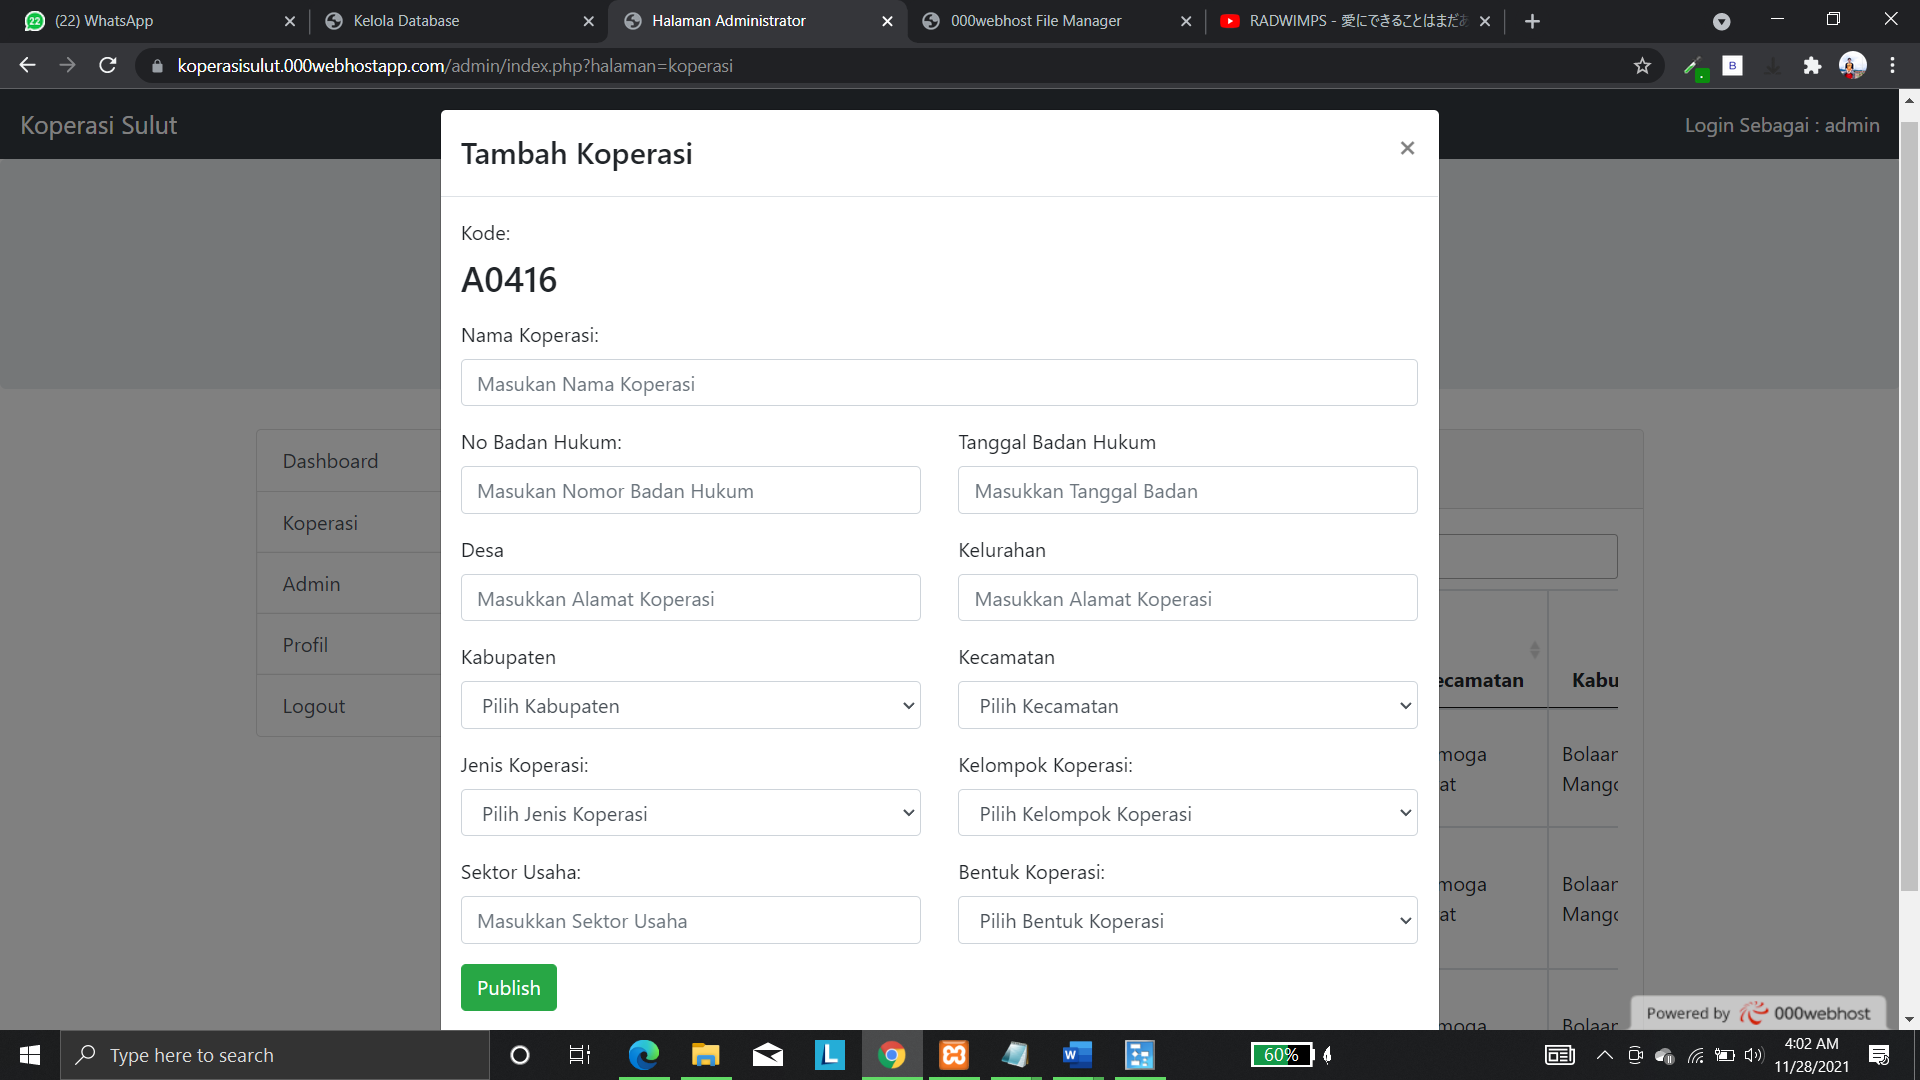 (22) WhatsApp
Kelola Database
Halaman Administrator
000webhost File Manager
RADWIMPS - 愛にできることはまだあ
koperasisulut.000webhostapp.com/admin/index.php?halaman=koperasi
Koperasi Sulut
Login Sebagai : admin
Tambah Koperasi
×
Kode:
A0416
Nama Koperasi:
Masukan Nama Koperasi
No Badan Hukum:
Tanggal Badan Hukum
Masukan Nomor Badan Hukum
Masukkan Tanggal Badan
Desa
Kelurahan
Masukkan Alamat Koperasi
Masukkan Alamat Koperasi
Kabupaten
Kecamatan
Pilih Kabupaten
Pilih Kecamatan
Jenis Koperasi:
Kelompok Koperasi:
Pilih Jenis Koperasi
Pilih Kelompok Koperasi
Sektor Usaha:
Bentuk Koperasi:
Masukkan Sektor Usaha
Pilih Bentuk Koperasi
Publish
Dashboard
Koperasi
Admin
Profil
Logout
ecamatan
Kabu
moga
at
Bolaar
Mango
moga
at
Bolaar
Mango
moga
Bolaar
Powered by 000webhost
Type here to search
60%
4:02 AM
11/28/2021